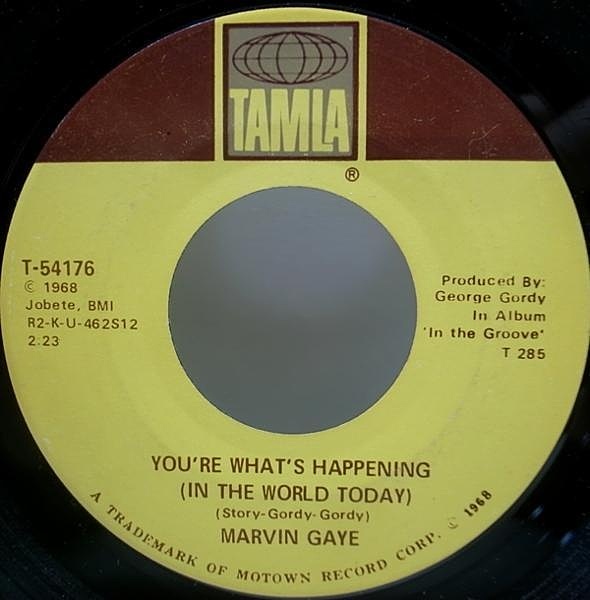 TAMLA
®
T-54176
© 1968
Jobete, BMI
R2-K-U-462S12
2:23
Produced By:
George Gordy
In Album
'In the Groove"
T 285
YOU'RE WHAT'S HAPPENING
(IN THE WORLD TODAY)
(Story-Gordy-Gordy)
MARVIN GAYE
A TRADEMARK OF MOTOWN RECORD CORP. © 1968